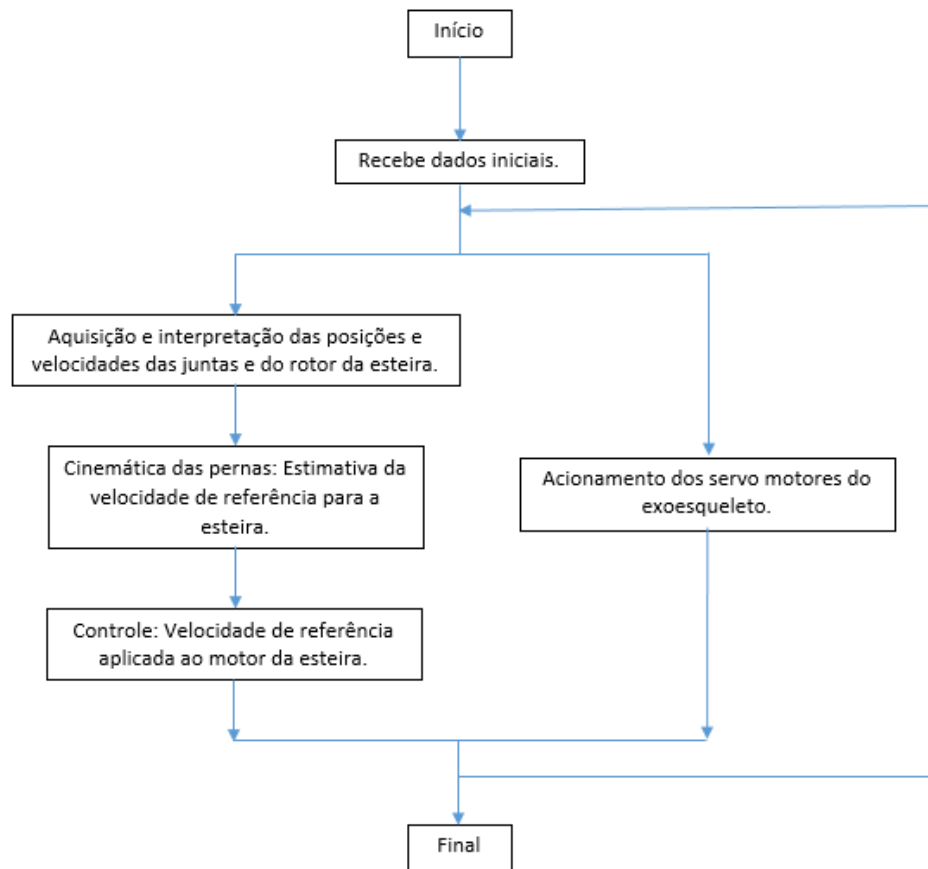 Início
Recebe dados iniciais.
Aquisição e interpretação das posições e
velocidades das juntas e do rotor da esteira.
Cinemática das pernas: Estimativa da
velocidade de referência para a
esteira.
Acionamento dos servo motores do
exoesqueleto.
Controle: Velocidade de referência
aplicada ao motor da esteira.
Final